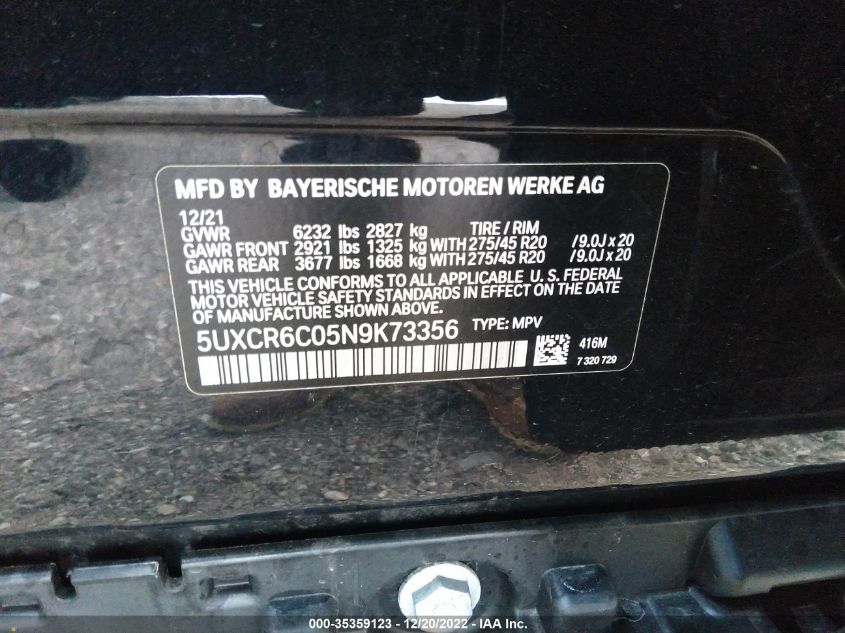 MFD BY BAYERISCHE MOTOREN WERKE AG
12/21
GVWR 6232 lbs 2827 kg TIRE / RIM
GAWR FRONT 2921 lbs 1325 kg WITH 275/45 R20 / 9.0J x 20
GAWR REAR 3677 lbs 1668 kg WITH 275/45 R20 / 9.0J x 20
THIS VEHICLE CONFORMS TO ALL APPLICABLE U. S. FEDERAL
MOTOR VEHICLE SAFETY STANDARDS IN EFFECT ON THE DATE
OF MANUFACTURE SHOWN ABOVE.
5UXCR6C05N9K73356 TYPE: MPV
416M
7 320 729
000-35359123 - 12/20/2022 - IAA Inc.